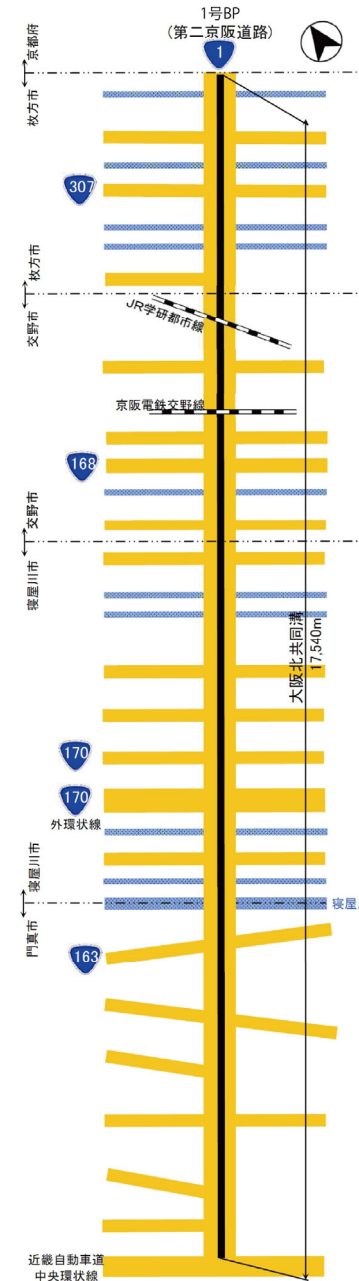 1号BP
(第二京阪道路)
1
京都府
枚方市
307
枚方市
交野市
JR学研都市線
京阪電鉄交野線
168
交野市
寝屋川市
大阪北共同溝
17,540m
170
170
外環状線
寝屋川市
門真市
寝屋
163
近畿自動車道
中央環状線